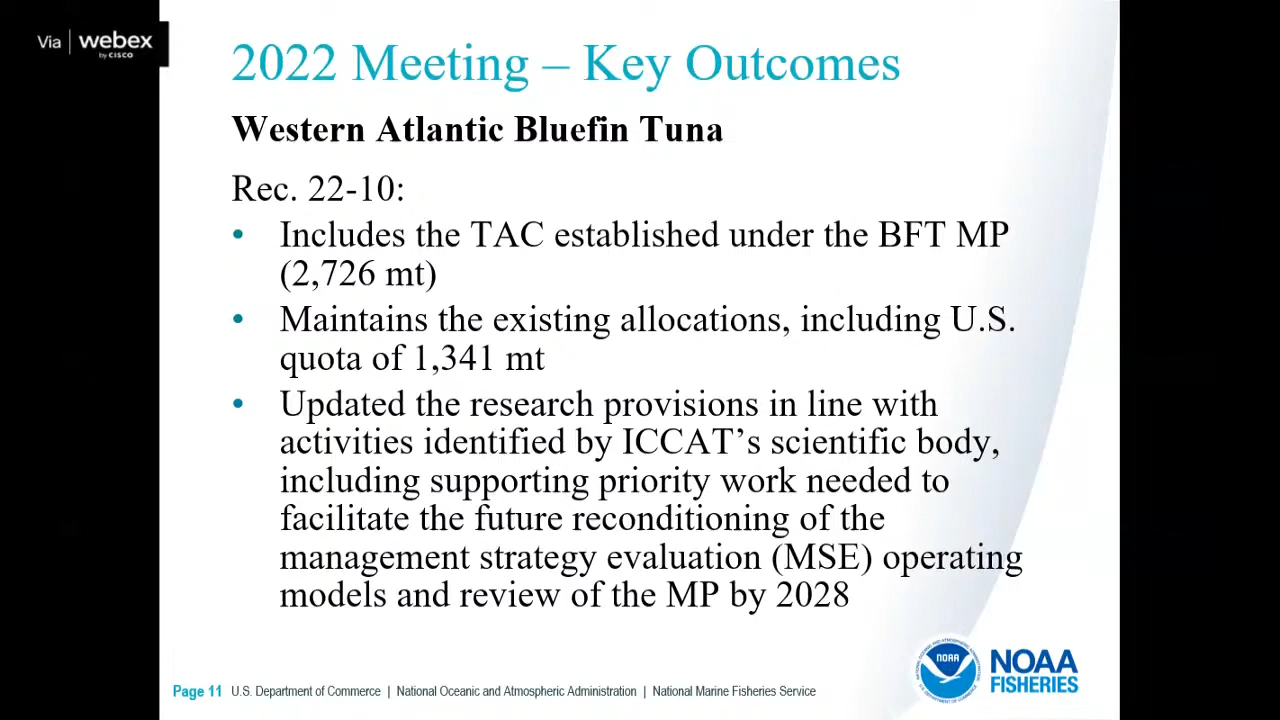 Via | webex
by CISCO
2022 Meeting – Key Outcomes
Western Atlantic Bluefin Tuna
Rec. 22-10:
• Includes the TAC established under the BFT MP
(2,726 mt)
• Maintains the existing allocations, including U.S.
quota of 1,341 mt
• Updated the research provisions in line with
activities identified by ICCAT’s scientific body,
including supporting priority work needed to
facilitate the future reconditioning of the
management strategy evaluation (MSE) operating
models and review of the MP by 2028
NOAA
NOAA
FISHERIES
Page 11 U.S. Department of Commerce | National Oceanic and Atmospheric Administration | National Marine Fisheries Service